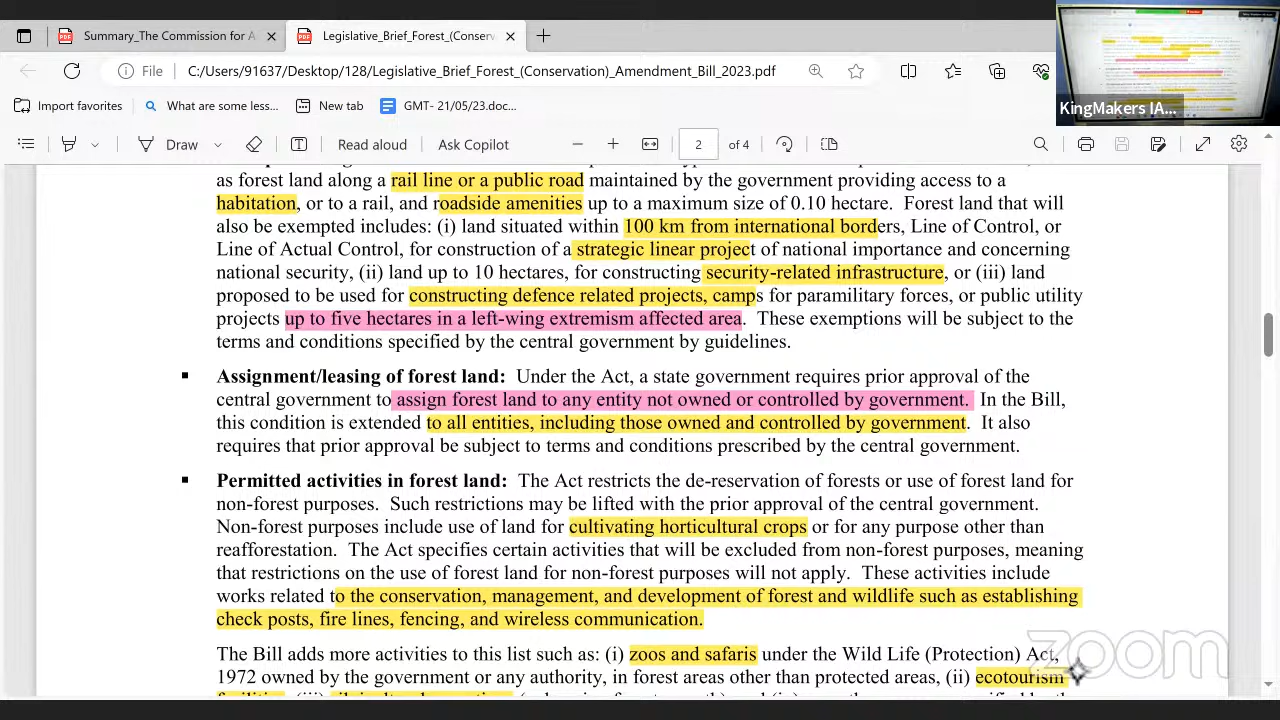 Summary_ The Commission for A
Legislative_Brief (Conser
File
C:/U
tion)_Amendment_Bill_2023.
Import favorites
What are t
GMT-20
Draw
Read aloud
Ask Copilot
2
of 4
KingMakers IA...
as forest land along a rail line or a public road maintained by the government providing access to a
habitation, or to a rail, and roadside amenities up to a maximum size of 0.10 hectare. Forest land that will
also be exempted includes: (i) land situated within 100 km from international borders, Line of Control, or
Line of Actual Control, for construction of a strategic linear project of national importance and concerning
national security, (ii) land up to 10 hectares, for constructing security-related infrastructure, or (iii) land
proposed to be used for constructing defence related projects, camps for paramilitary forces, or public utility
projects up to five hectares in a left-wing extremism affected area. These exemptions will be subject to the
terms and conditions specified by the central government by guidelines.
▪ Assignment/leasing of forest land: Under the Act, a state government requires prior approval of the
central government to assign forest land to any entity not owned or controlled by government. In the Bill,
this condition is extended to all entities, including those owned and controlled by government. It also
requires that prior approval be subject to terms and conditions prescribed by the central government.
▪ Permitted activities in forest land: The Act restricts the de-reservation of forests or use of forest land for
non-forest purposes. Such restrictions may be lifted with the prior approval of the central government.
Non-forest purposes include use of land for cultivating horticultural crops or for any purpose other than
reafforestation. The Act specifies certain activities that will be excluded from non-forest purposes, meaning
that restrictions on the use of forest land for non-forest purposes will not apply. These activities include
works related to the conservation, management, and development of forest and wildlife such as establishing
check posts, fire lines, fencing, and wireless communication.
The Bill adds more activities to this list such as: (i) zoos and safaris under the Wild Life (Protection) Act,
1972 owned by the government or any authority, in forest areas other than protected areas, (ii) ecotourism
zoom